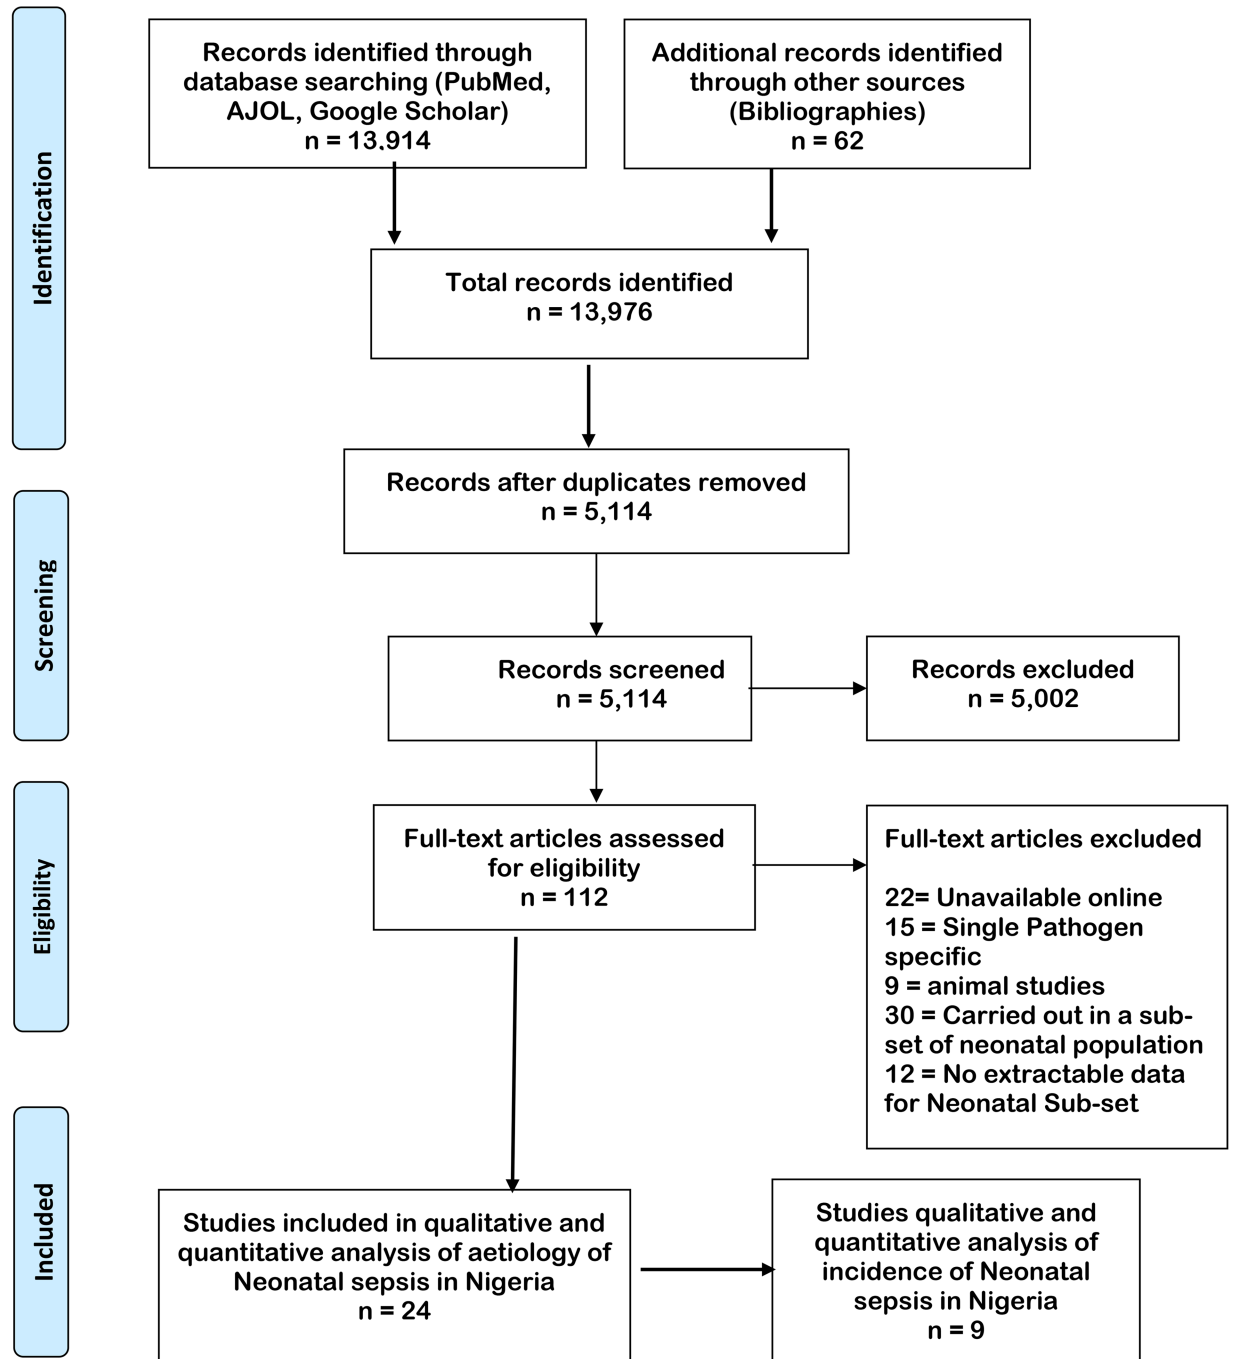 Identification
Records identified through
database searching (PubMed,
AJOL, Google Scholar)
n = 13,914
Additional records identified
through other sources
(Bibliographies)
n = 62
Total records identified
n = 13,976
Records after duplicates removed
n = 5,114
Screening
Records screened
n = 5,114
Records excluded
n = 5,002
Eligibility
Full-text articles assessed
for eligibility
n = 112
Full-text articles excluded
22= Unavailable online
15 = Single Pathogen
specific
9 = animal studies
30 = Carried out in a sub-
set of neonatal population
12 = No extractable data
for Neonatal Sub-set
Included
Studies included in qualitative and
quantitative analysis of aetiology of
Neonatal sepsis in Nigeria
n = 24
Studies qualitative and
quantitative analysis of
incidence of Neonatal
sepsis in Nigeria
n = 9